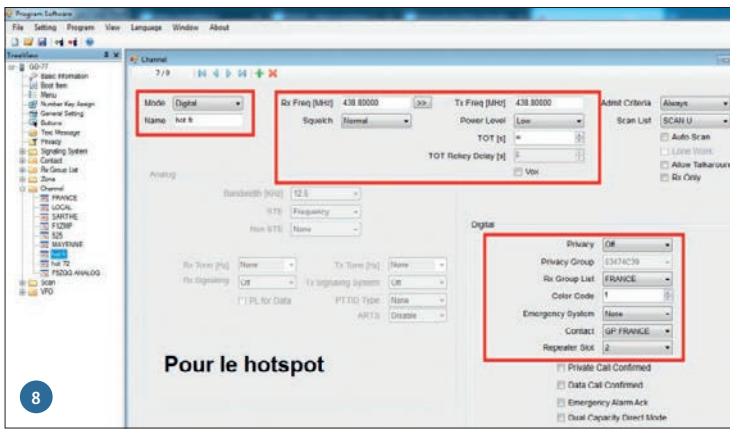 Program Software
File Setting Program View Language Window About
TreeView
GD-77
Basic Information
Boot Item
Menu
Number Key Assign
General Setting
Buttons
Text Message
Privacy
Signaling System
Contact
Rx Group List
Zone
Channel
FRANCE
LOCAL
SARTHE
F1ZMP
S25
MAYENNE
hot fr
hot 72
F5ZGG ANALOG
Scan
VFO
Channel
7/9
Mode Digital
Name hot fr
Rx Freq [MHz] 438.80000 >> Tx Freq [MHz] 438.80000
Squelch Normal Power Level Low
TOT [s] ∞
TOT Rekey Delay [s]
Vox
Admit Criteria Always
Scan List SCAN U
Auto Scan
Lone Work
Allow Talkaround
Rx Only
Analog
Bandwidth [KHz] 12.5
STE Frequency
Non STE None
Rx Tone [Hz] None Tx Tone [Hz] None
Rx Signaling Off Tx Signaling System Off
PL for Data PTTID Type None
ARTS Disable
Pour le hotspot
Digital
Privacy Off
Privacy Group 53474C39
Rx Group List FRANCE
Color Code 1
Emergency System None
Contact GP FRANCE
Repeater Slot 2
Private Call Confirmed
Data Call Confirmed
Emergency Alarm Ack
Dual Capacity Direct Mode
8